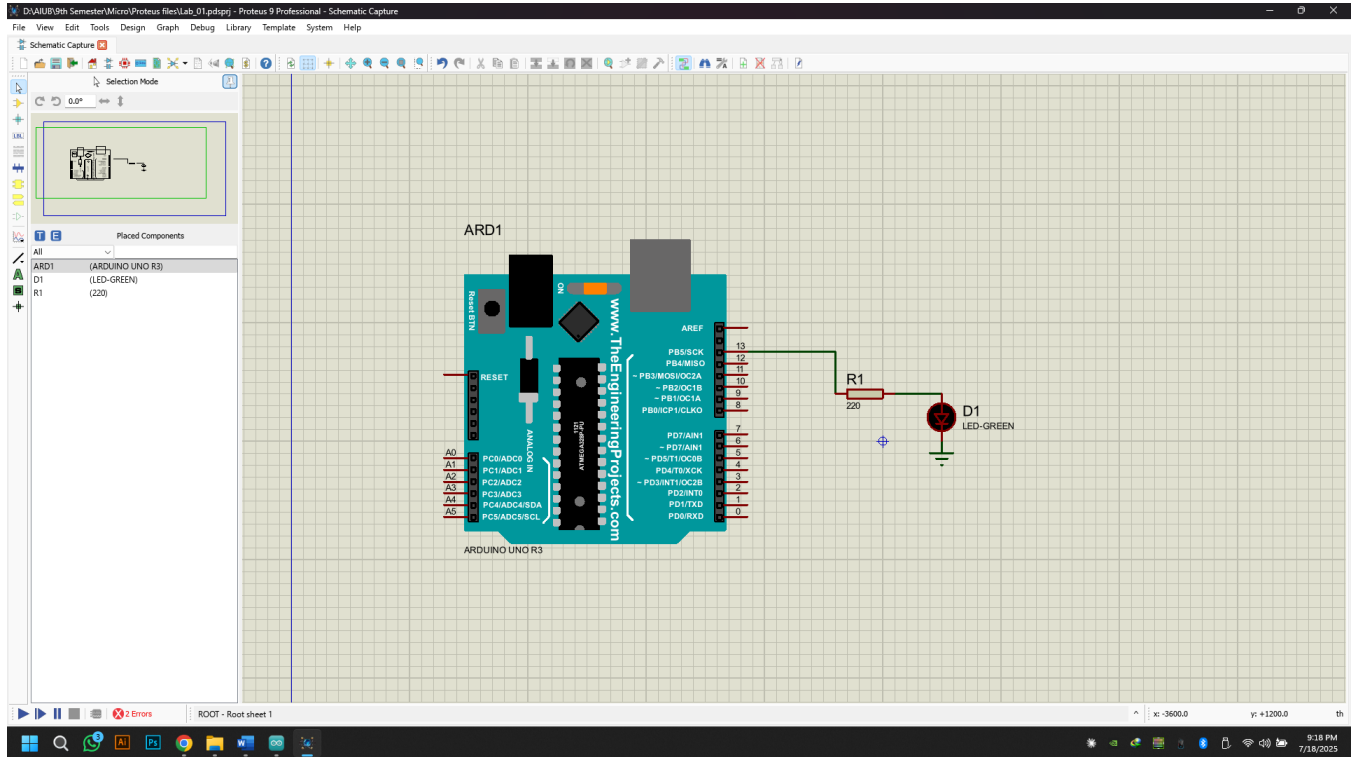 D:\AIUB\9th Semester\Micro\Proteus files\Lab_01.pdsprj - Proteus 9 Professional - Schematic Capture
File View Edit Tools Design Graph Debug Library Template System Help
Schematic Capture
Selection Mode
0.0°
LBL
T E Placed Components
All
ARD1 (ARDUINO UNO R3)
D1 (LED-GREEN)
R1 (220)
ARD1
Reset BTN
ON
www.TheEngineeringProjects.com
AREF
PB5/SCK 13
PB4/MISO 12
~ PB3/MOSI/OC2A 11
~ PB2/OC1B 10
~ PB1/OC1A 9
PB0/ICP1/CLKO 8
RESET
ANALOG IN
PD7/AIN1 7
~ PD7/AIN1 6
~ PD5/T1/OC0B 5
PD4/T0/XCK 4
~ PD3/INT1/OC2B 3
PD2/INT0 2
PD1/TXD 1
PD0/RXD 0
A0 PC0/ADC0
A1 PC1/ADC1
A2 PC2/ADC2
A3 PC3/ADC3
A4 PC4/ADC4/SDA
A5 PC5/ADC5/SCL
ARDUINO UNO R3
R1
220
D1
LED-GREEN
2 Errors
ROOT - Root sheet 1
x: -3600.0 y: +1200.0 th
3
Ai
Ps
9:18 PM
7/18/2025